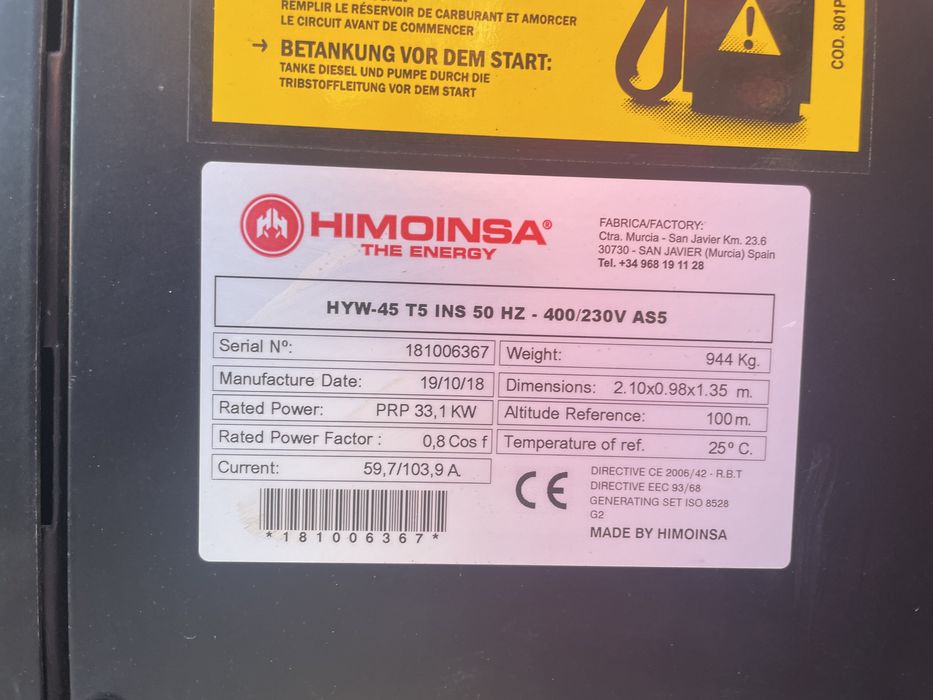 REMPLIR LE RÉSERVOIR DE CARBURANT ET AMORCER
LE CIRCUIT AVANT DE COMMENCER
→ BETANKUNG VOR DEM START:
TANKE DIESEL UND PUMPE DURCH DIE
TRIBSTOFFLEITUNG VOR DEM START
COD. 801P
HIMOINSA®
THE ENERGY
FABRICA/FACTORY:
Ctra. Murcia - San Javier Km. 23.6
30730 - SAN JAVIER (Murcia) Spain
Tel. +34 968 19 11 28
HYW-45 T5 INS 50 HZ - 400/230V AS5
Serial Nº: 181006367
Weight: 944 Kg.
Manufacture Date: 19/10/18
Dimensions: 2.10x0.98x1.35 m.
Rated Power: PRP 33,1 KW
Altitude Reference: 100 m.
Rated Power Factor : 0,8 Cos f
Temperature of ref. 25º C.
Current: 59,7/103,9 A.
*181006367*
CE
DIRECTIVE CE 2006/42 - R.B.T
DIRECTIVE EEC 93/68
GENERATING SET ISO 8528
G2
MADE BY HIMOINSA